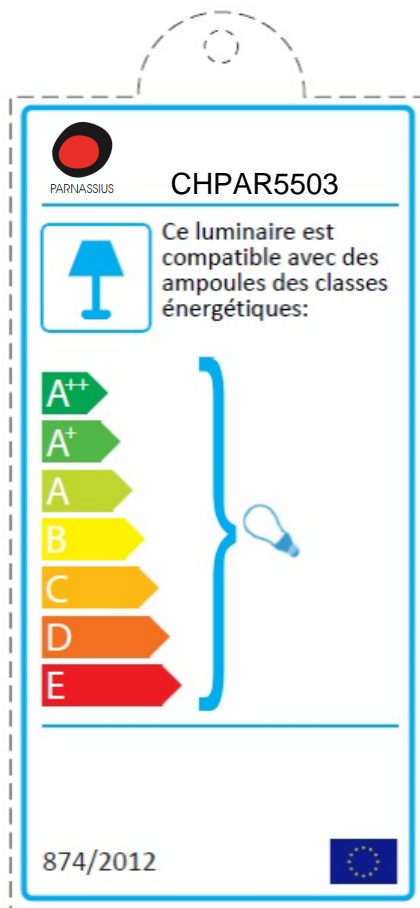 PARNASSIUS
CHPAR5503
Ce luminaire est
compatible avec des
ampoules des classes
énergétiques:
A++
A+
A
B
C
D
E
874/2012